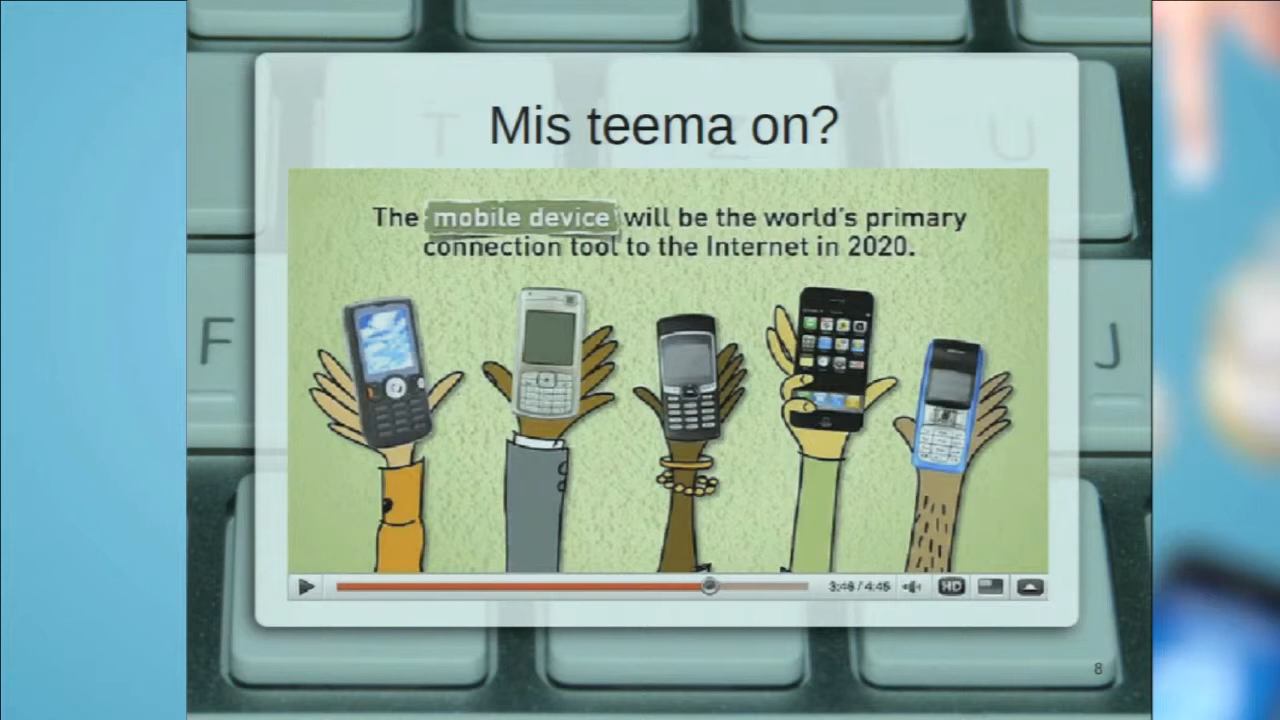 Mis teema on?
The mobile device will be the world's primary
connection tool to the Internet in 2020.
F
J
T
Z
U
3:46 / 4:45
HD
8